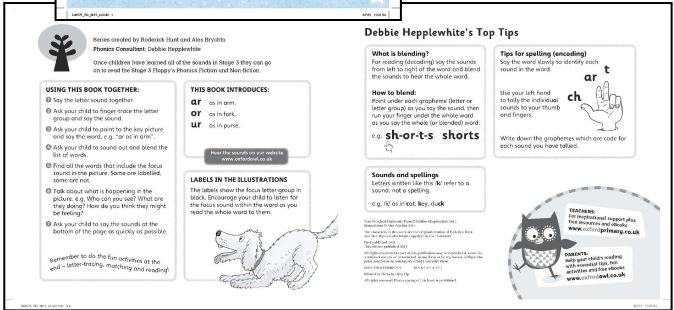 Series created by Roderick Hunt and Alex Brychta.
Phonics Consultant: Debbie Hepplewhite
Once children have learned all of the sounds in Stage 3 they can go
on to read the Stage 3 Floppy's Phonics Fiction and Non-fiction.
USING THIS BOOK TOGETHER:
1 Say the letter sound together.
2 Ask your child to finger-trace the letter
group and say the sound.
3 Ask your child to point to the key picture
and say the word, e.g. "ar as in arm".
4 Ask your child to sound out and blend the
list of words.
5 Find all the words that include the focus
sound in the picture. Some are labelled,
some are not.
6 Talk about what is happening in the
picture. e.g. Who can you see? What are
they doing? How do you think they might
be feeling?
7 Ask your child to say the sounds at the
bottom of the page as quickly as possible.
Remember to do the fun activities at the
end – letter-tracing, matching and reading!
THIS BOOK INTRODUCES:
ar as in arm.
or as in fork.
ur as in purse.
Hear the sounds on our website
www.oxfordowl.co.uk
LABELS IN THE ILLUSTRATIONS
The labels show the focus letter group in
black. Encourage your child to listen for
the focus sound within the word as you
read the whole word to them.
Debbie Hepplewhite's Top Tips
What is blending?
For reading (decoding) say the sounds
from left to right of the word and blend
the sounds to hear the whole word.
How to blend:
Point under each grapheme (letter or
letter group) as you say the sound, then
run your finger under the whole word
as you say the whole (or blended) word.
e.g. sh-or-t-s shorts
Sounds and spellings
Letters written like this /k/ refer to a
sound, not a spelling.
e.g. /k/ as in cat, key, duck
Tips for spelling (encoding)
Say the word slowly to identify each
sound in the word.
ch ar t
Use your left hand
to tally the individual
sounds to your thumb
and fingers.
Write down the graphemes which are code for
each sound you have tallied.
First published 2011
TEACHERS:
For inspirational support plus
free resources and eBooks
www.oxfordprimary.co.uk
PARENTS:
Help your child's reading
with essential tips, fun
activities and free eBooks
www.oxfordowl.co.uk